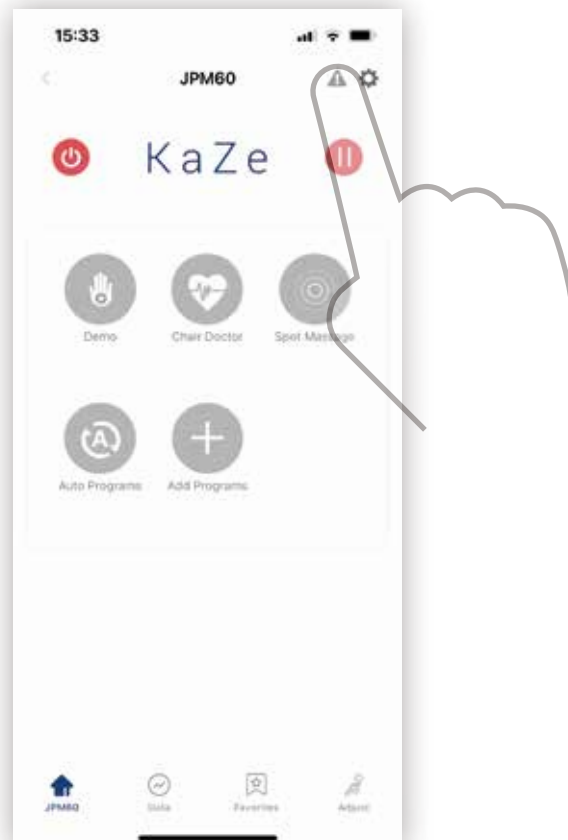 15:33
JPM60
KaZe
Demo
Chair Doctor
Spot Massage
Auto Programs
Add Programs
JPM60
Data
Favorites
Adjust